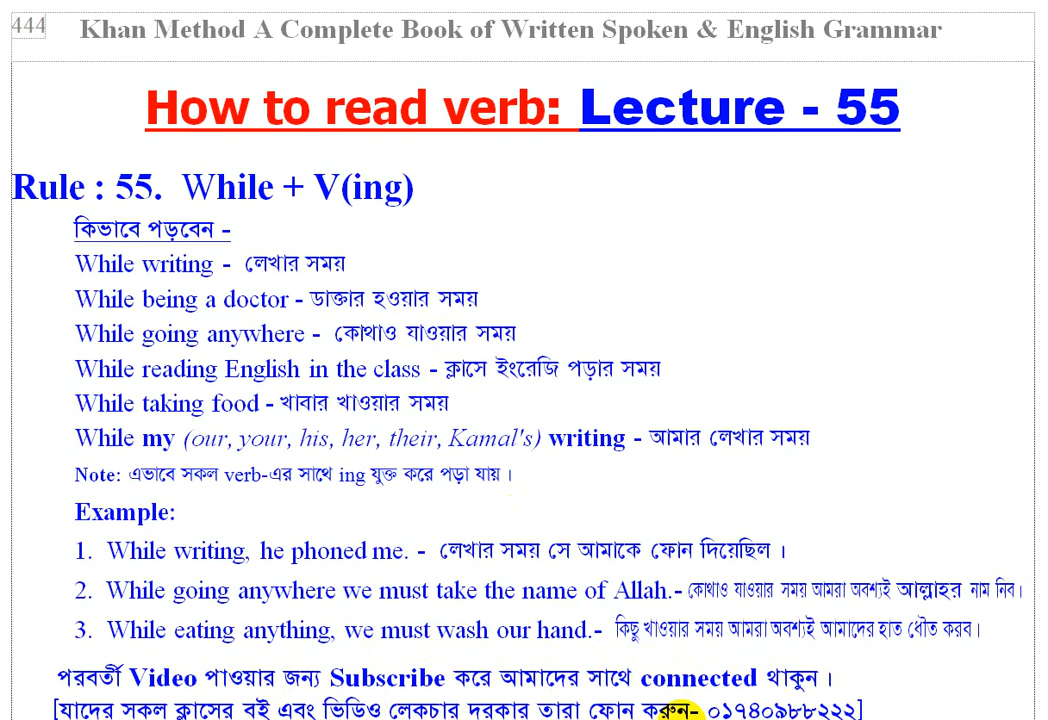 444 Khan Method A Complete Book of Written Spoken & English Grammar
How to read verb: Lecture - 55
Rule : 55. While + V(ing)
কিভাবে পড়বেন -
While writing - লেখার সময়
While being a doctor - ডাক্তার হওয়ার সময়
While going anywhere - কোথাও যাওয়ার সময়
While reading English in the class - ক্লাসে ইংরেজি পড়ার সময়
While taking food - খাবার খাওয়ার সময়
While my (our, your, his, her, their, Kamal's) writing - আমার লেখার সময়
Note: এভাবে সকল verb-এর সাথে ing যুক্ত করে পড়া যায়।
Example:
1. While writing, he phoned me. - লেখার সময় সে আমাকে ফোন দিয়েছিল।
2. While going anywhere we must take the name of Allah.- কোথাও যাওয়ার সময় আমরা অবশ্যই আল্লাহর নাম নিব।
3. While eating anything, we must wash our hand.- কিছু খাওয়ার সময় আমরা অবশ্যই আমাদের হাত ধৌত করব।
পরবর্তী Video পাওয়ার জন্য Subscribe করে আমাদের সাথে connected থাকুন।
[যাদের সকল ক্লাসের বই এবং ভিডিও লেকচার দরকার তারা ফোন করুন- ০১৭৪০৯৮৮২২২]